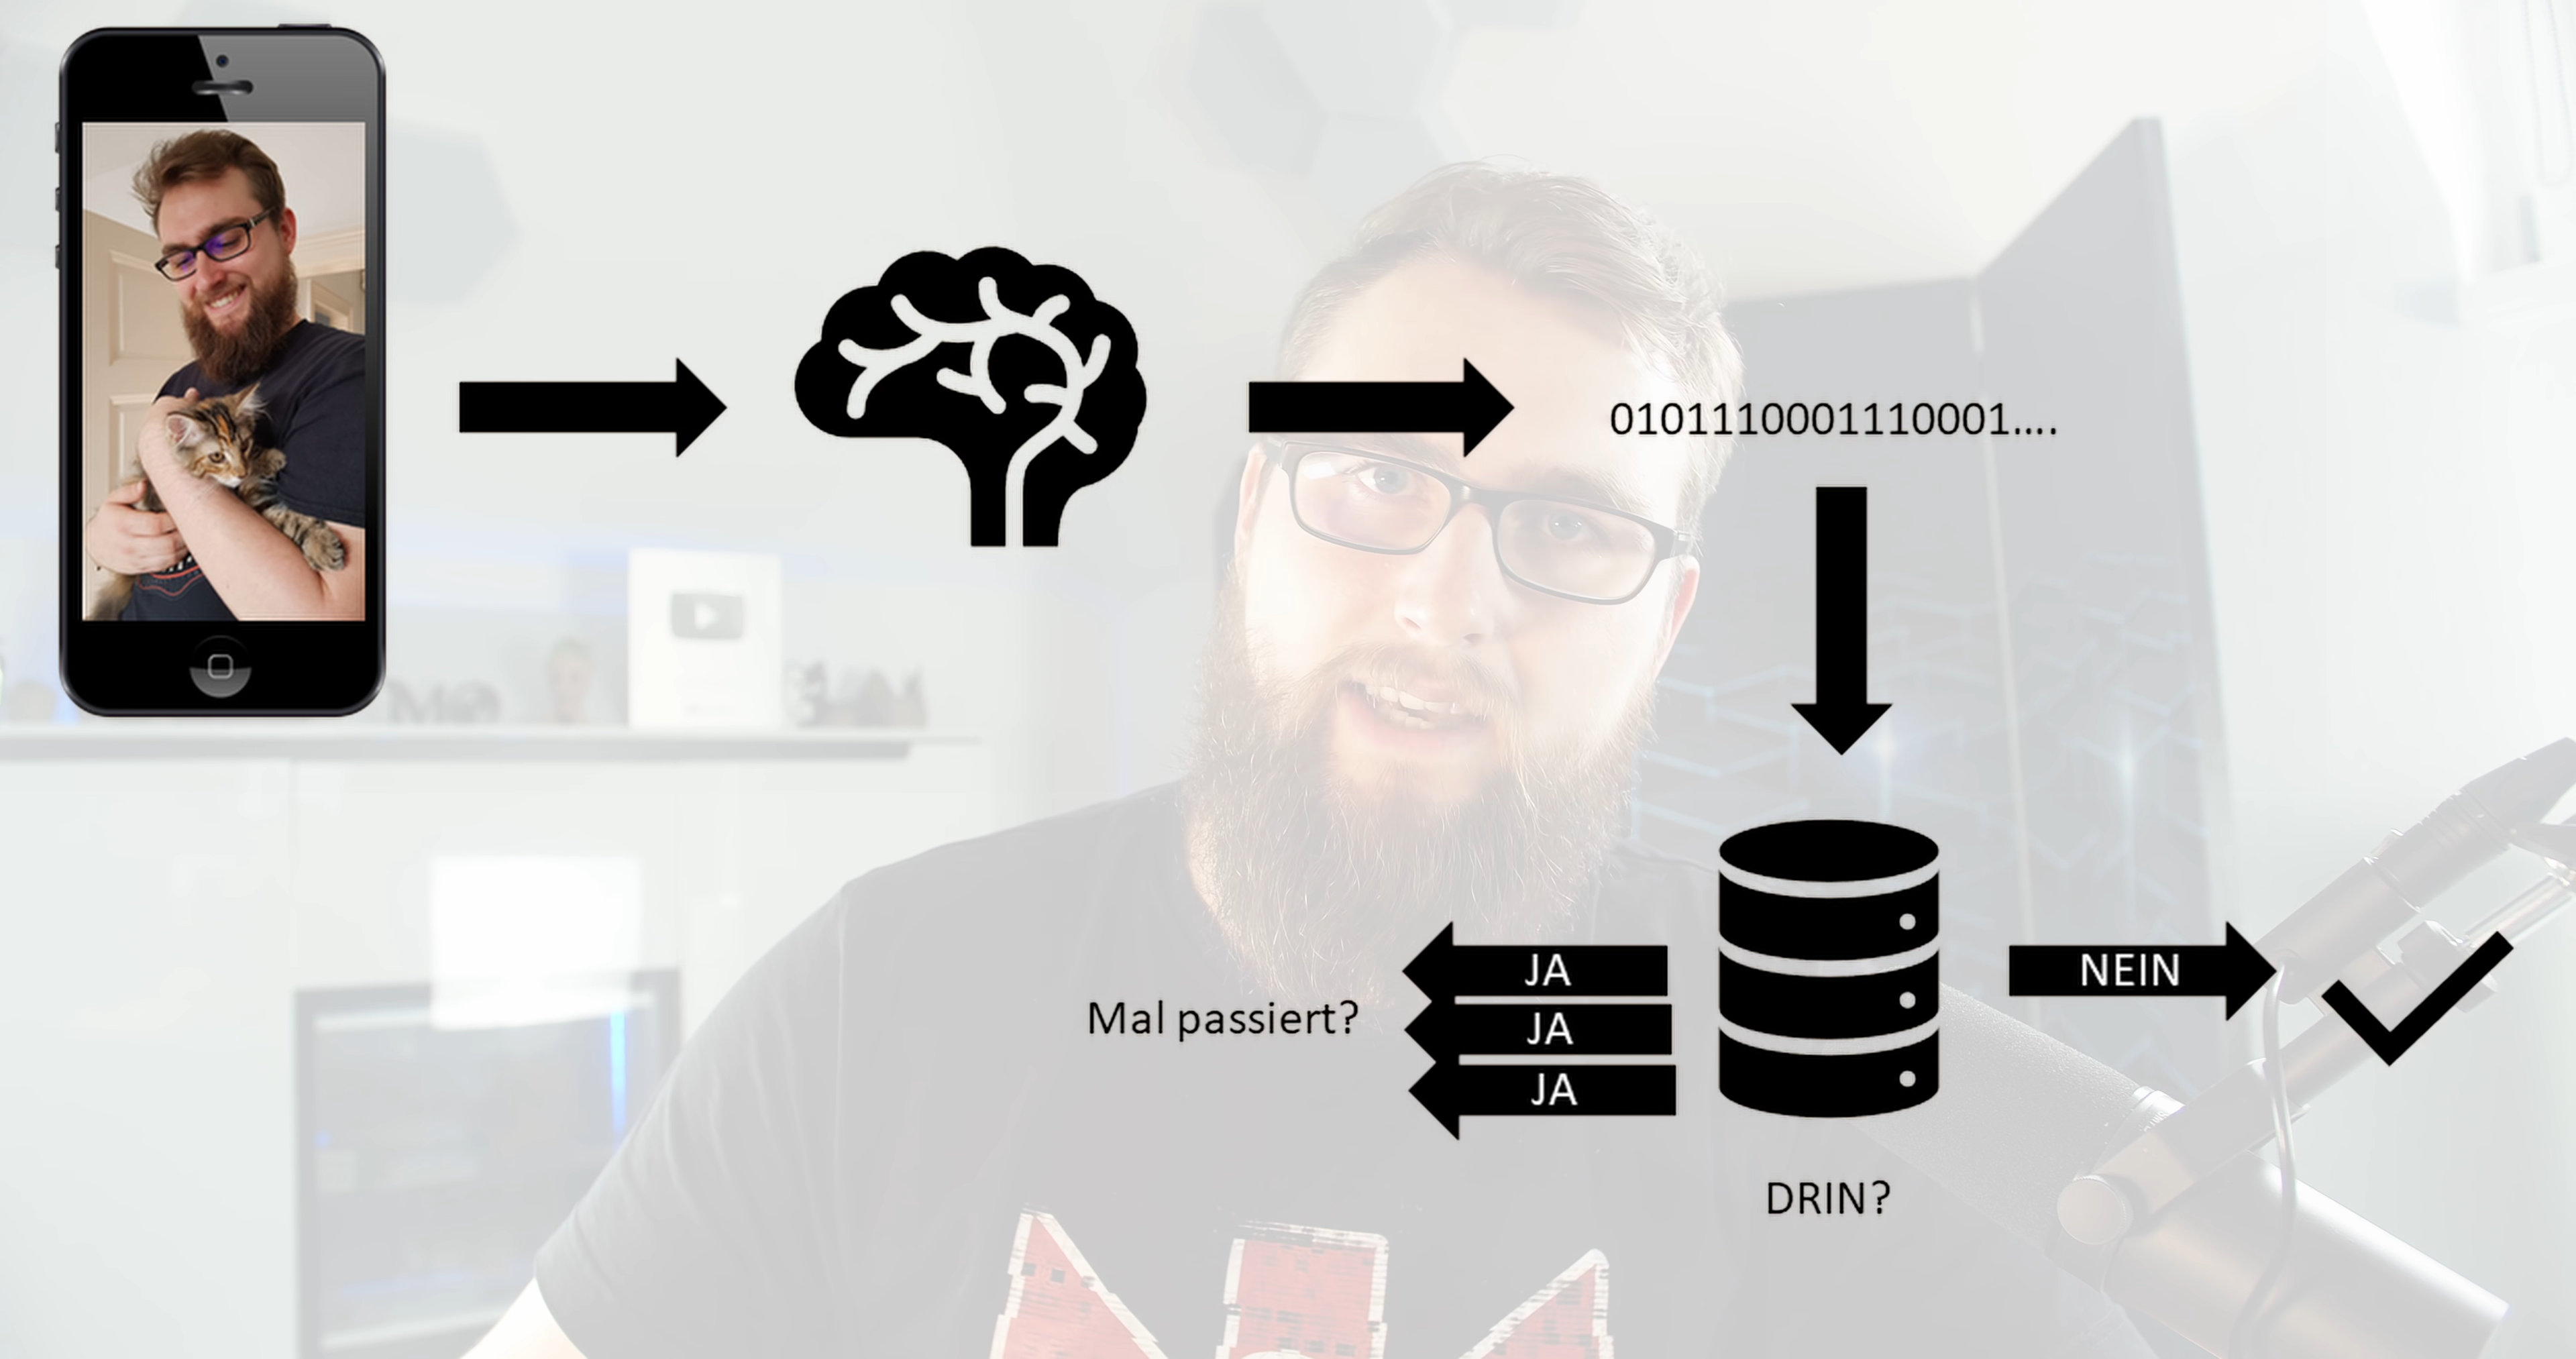 0101110001110001....
JA
NEIN
Mal passiert?
JA
JA
DRIN?